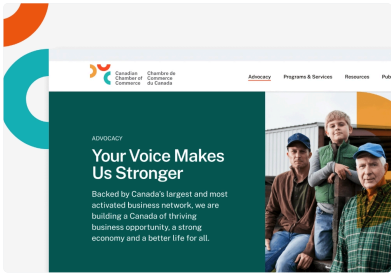 Canadian Chambre de
Chamber of Commerce
Commerce du Canada
Advocacy Programs & Services Resources Pub
ADVOCACY
Your Voice Makes
Us Stronger
Backed by Canada's largest and most
activated business network, we are
building a Canada of thriving
business opportunity, a strong
economy and a better life for all.